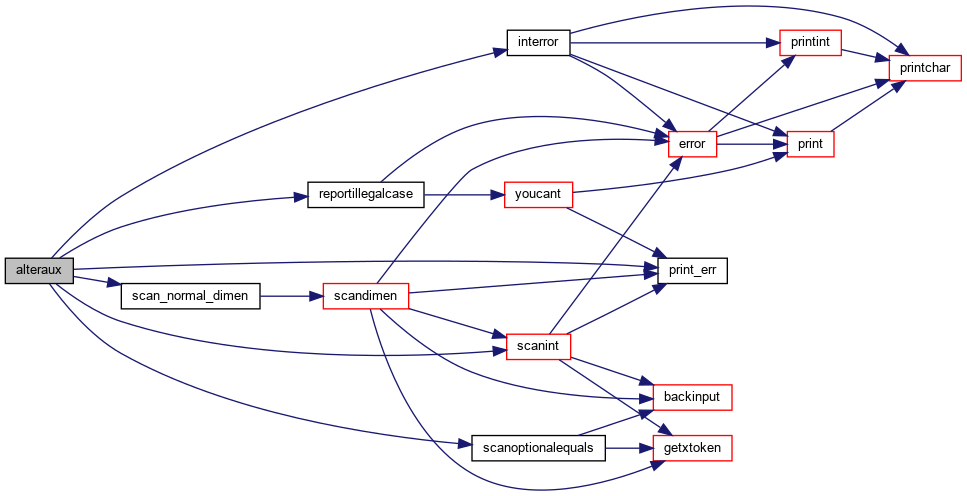 interror
printint
printchar
error
print
reportillegalcase
youcant
alteraux
print_err
scan_normal_dimen
scandimen
scanint
backinput
scanoptionalequals
getxtoken